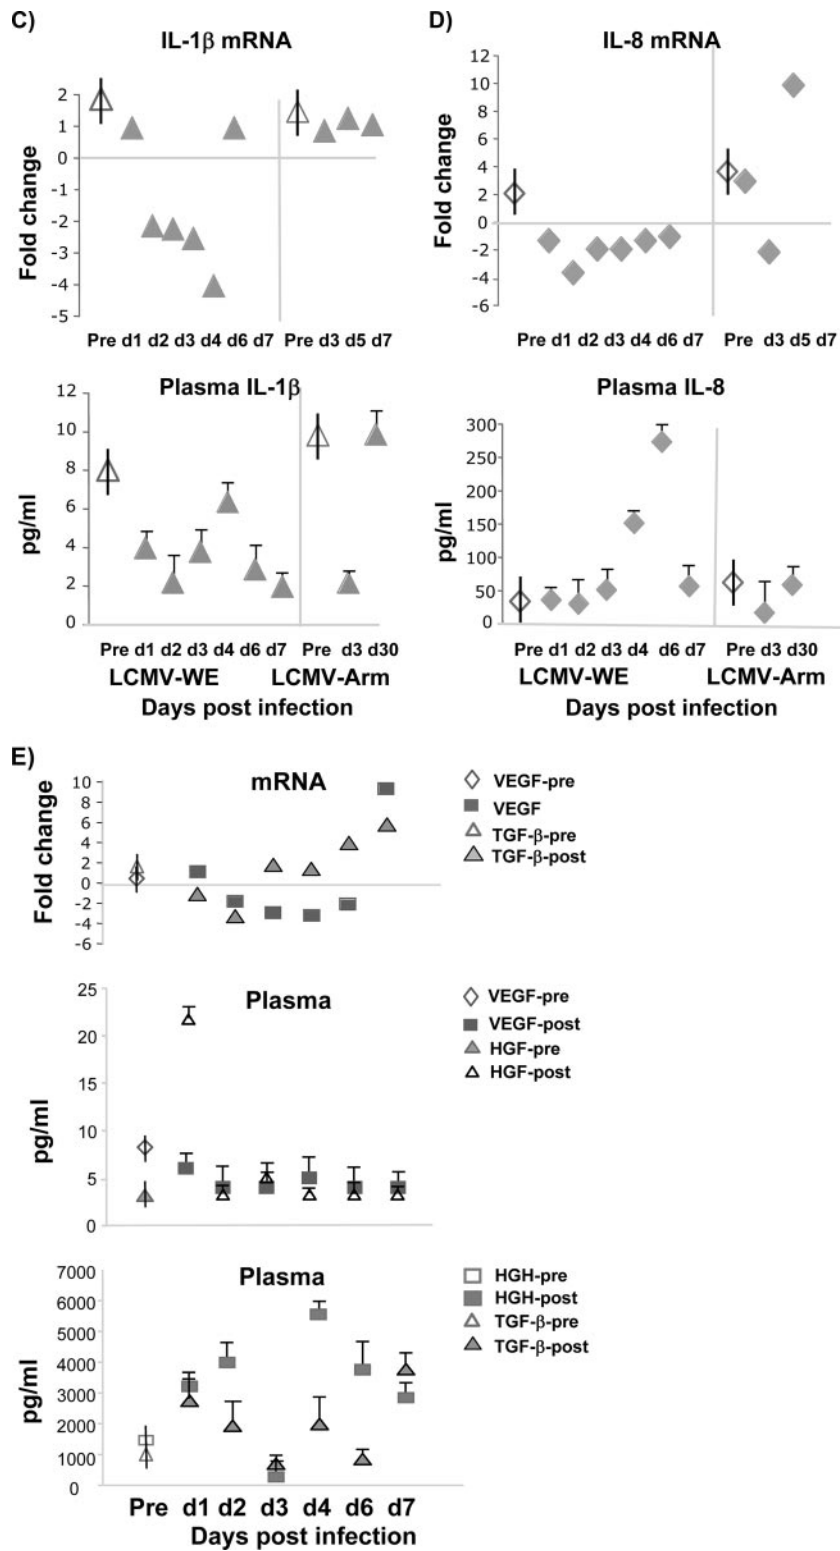 C)
IL-1β mRNA
Fold change
2
1
0
-1
-2
-3
-4
-5
Pre d1 d2 d3 d4 d6 d7 Pre d3 d5 d7
D)
IL-8 mRNA
Fold change
12
10
8
6
4
2
0
-2
-4
-6
Pre d1 d2 d3 d4 d6 d7 Pre d3 d5 d7
Plasma IL-1β
pg/ml
12
10
8
6
4
2
0
Pre d1 d2 d3 d4 d6 d7 Pre d3 d30
LCMV-WE LCMV-Arm
Days post infection
Plasma IL-8
pg/ml
300
250
200
150
100
50
0
Pre d1 d2 d3 d4 d6 d7 Pre d3 d30
LCMV-WE LCMV-Arm
Days post infection
E)
mRNA
Fold change
10
8
6
4
2
0
-2
-4
-6
VEGF-pre
VEGF
TGF-β-pre
TGF-β-post
Plasma
pg/ml
25
20
15
10
5
0
VEGF-pre
VEGF-post
HGF-pre
HGF-post
Plasma
pg/ml
7000
6000
5000
4000
3000
2000
1000
0
HGH-pre
HGH-post
TGF-β-pre
TGF-β-post
Pre d1 d2 d3 d4 d6 d7
Days post infection